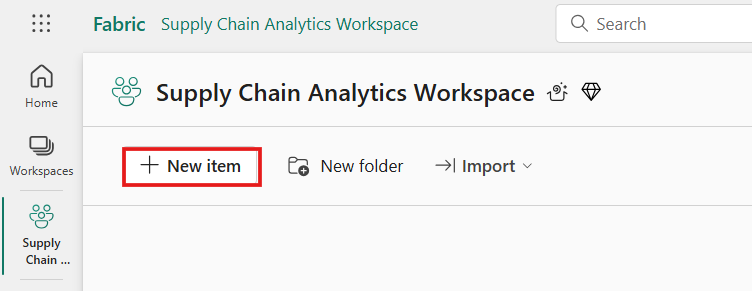 Fabric Supply Chain Analytics Workspace
Search
Home
Workspaces
Supply
Chain ...
Supply Chain Analytics Workspace
New item
New folder
Import